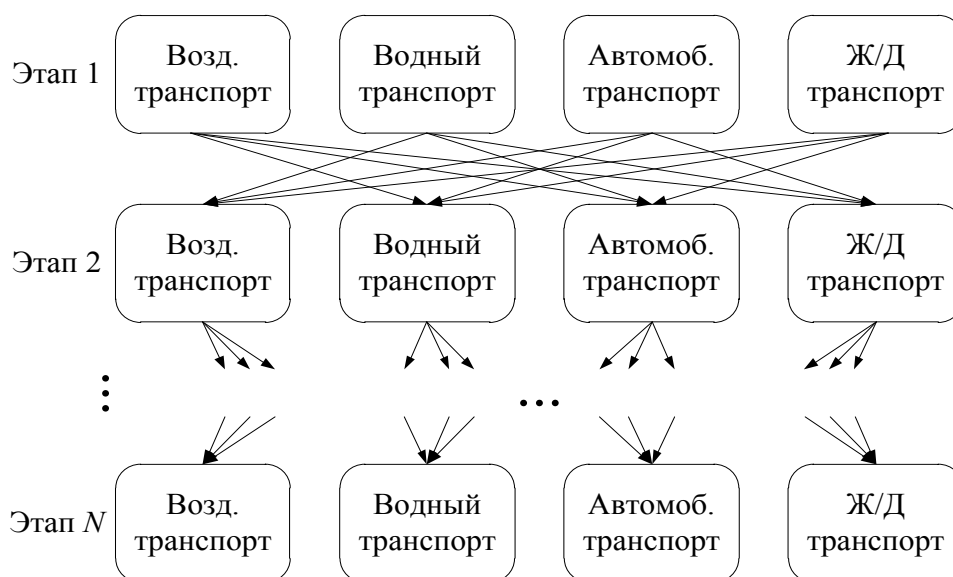 Этап 1
Возд.
транспорт
Водный
транспорт
Автомоб.
транспорт
Ж/Д
транспорт
Этап 2
Возд.
транспорт
Водный
транспорт
Автомоб.
транспорт
Ж/Д
транспорт
...
...
Этап N
Возд.
транспорт
Водный
транспорт
Автомоб.
транспорт
Ж/Д
транспорт